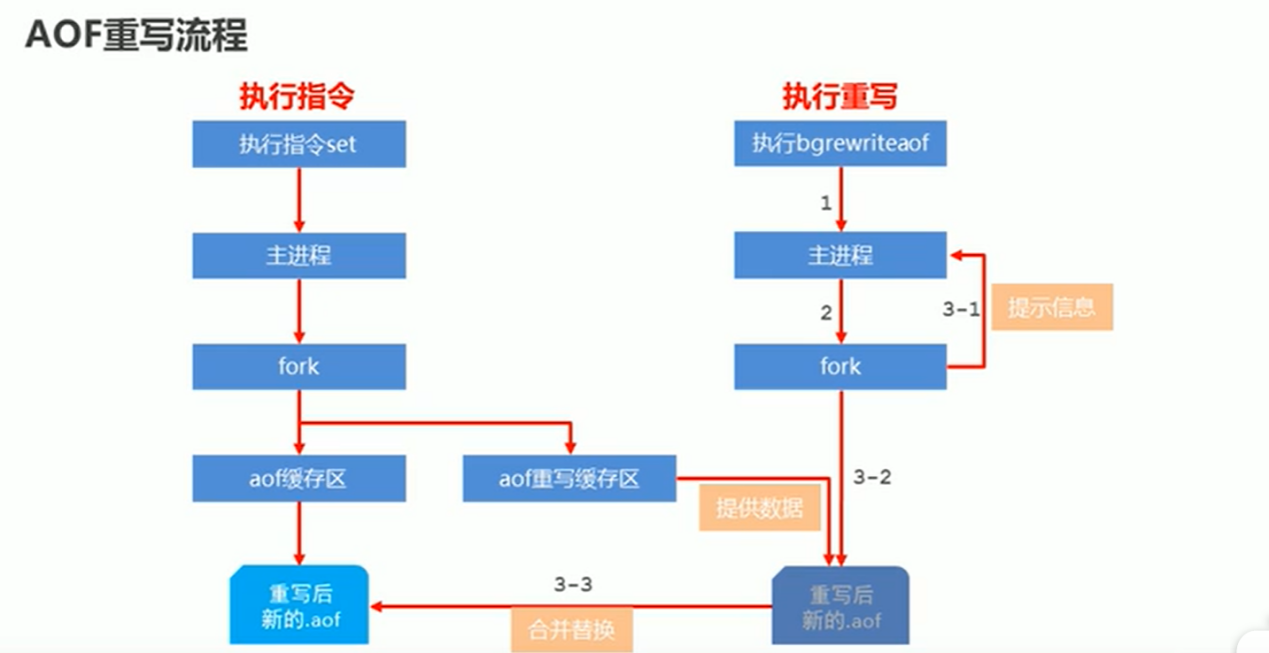 AOF重写流程
执行指令
执行重写
执行指令set
执行bgrewriteaof
1
主进程
主进程
2
3-1
提示信息
fork
fork
aof缓存区
aof重写缓存区
3-2
提供数据
重写后
新的.aof
3-3
合并替换
重写后
新的.aof